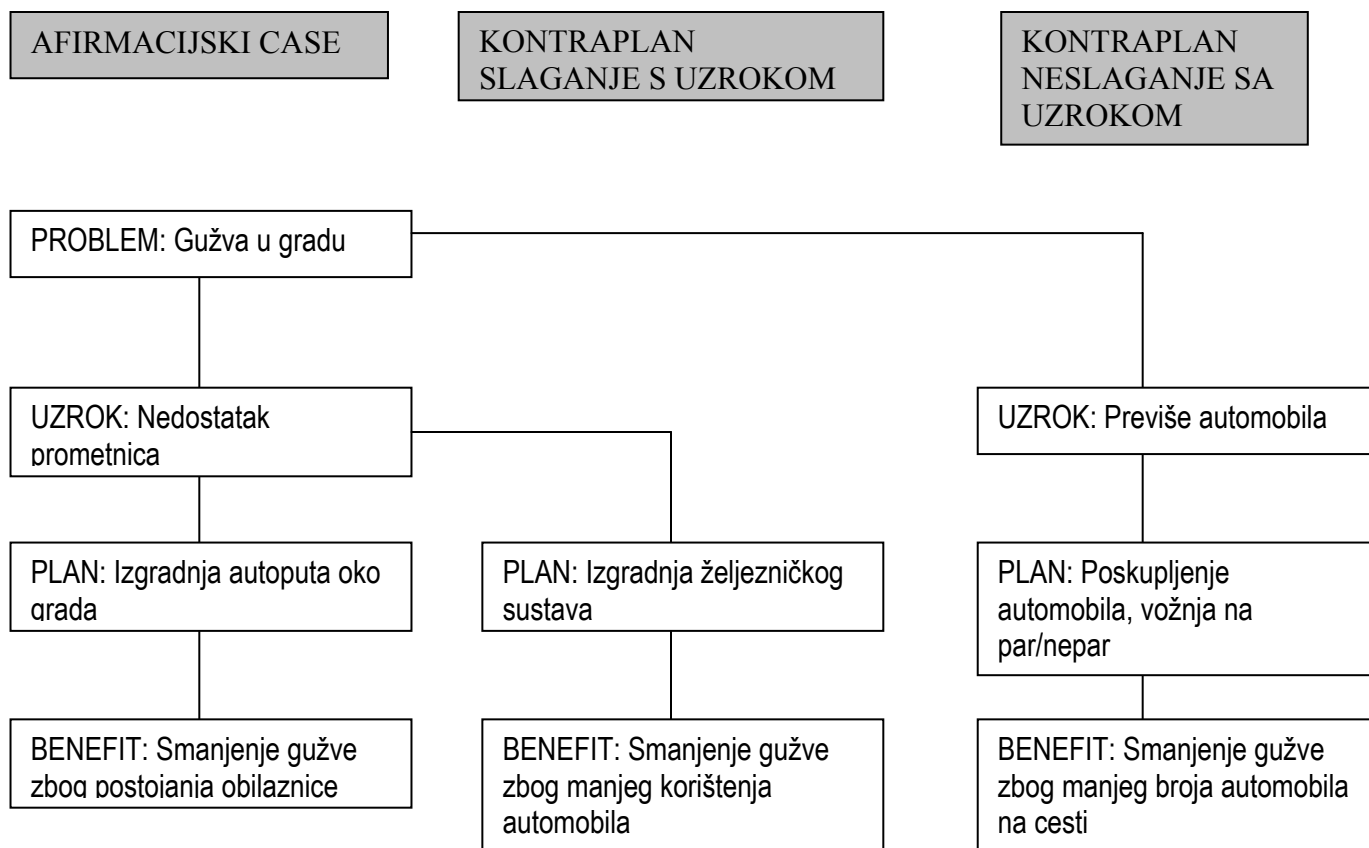 AFIRMACIJSKI CASE
KONTRAPLAN
SLAGANJE S UZROKOM
KONTRAPLAN
NESLAGANJE SA
UZROKOM
PROBLEM: Gužva u gradu
UZROK: Nedostatak
prometnica
UZROK: Previše automobila
PLAN: Izgradnja autoputa oko
grada
PLAN: Izgradnja željezničkog
sustava
PLAN: Poskupljenje
automobila, vožnja na
par/nepar
BENEFIT: Smanjenje gužve
zbog postojanja obilaznice
BENEFIT: Smanjenje gužve
zbog manjeg korištenja
automobila
BENEFIT: Smanjenje gužve
zbog manjeg broja automobila
na cesti